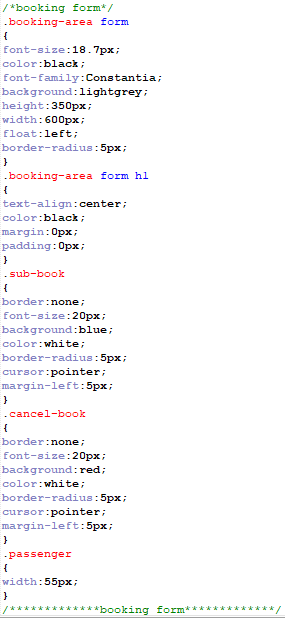 /*booking form*/
.booking-area form
{
font-size:18.7px;
color:black;
font-family:Constantia;
background:lightgrey;
height:350px;
width:600px;
float:left;
border-radius:5px;
}
.booking-area form h1
{
text-align:center;
color:black;
margin:0px;
padding:0px;
}
.sub-book
{
border:none;
font-size:20px;
background:blue;
color:white;
border-radius:5px;
cursor:pointer;
margin-left:5px;
}
.cancel-book
{
border:none;
font-size:20px;
background:red;
color:white;
border-radius:5px;
cursor:pointer;
margin-left:5px;
}
.passenger
{
width:55px;
}
/*************booking form*************/